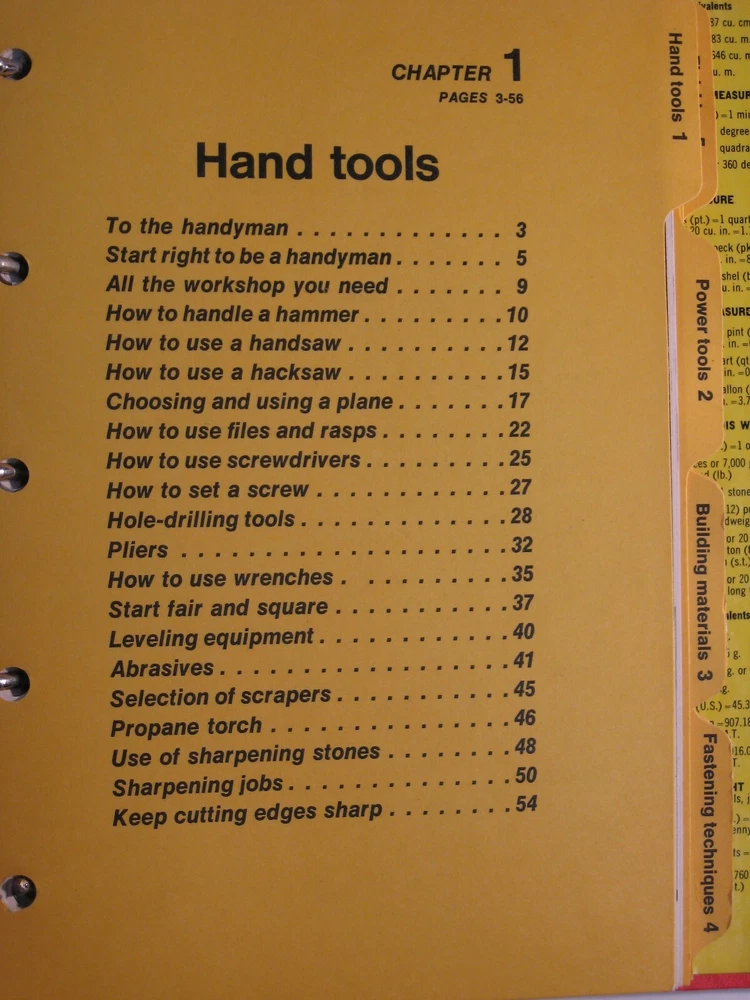 CHAPTER 1
PAGES 3-56
Hand tools
To the handyman . . . . . . . . . . . . . 3
Start right to be a handyman . . . . . . . 5
All the workshop you need . . . . . . . 9
How to handle a hammer . . . . . . . . . 10
How to use a handsaw . . . . . . . . . . 12
How to use a hacksaw . . . . . . . . . . 15
Choosing and using a plane . . . . . . . 17
How to use files and rasps . . . . . . . . 22
How to use screwdrivers . . . . . . . . . 25
How to set a screw . . . . . . . . . . . . 27
Hole-drilling tools . . . . . . . . . . . . . 28
Pliers . . . . . . . . . . . . . . . . . . . 32
How to use wrenches . . . . . . . . . . 35
Start fair and square . . . . . . . . . . . 37
Leveling equipment . . . . . . . . . . . . 40
Abrasives . . . . . . . . . . . . . . . . . . 41
Selection of scrapers . . . . . . . . . . . 45
Propane torch . . . . . . . . . . . . . . . 46
Use of sharpening stones . . . . . . . . 48
Sharpening jobs . . . . . . . . . . . . . . 50
Keep cutting edges sharp . . . . . . . . 54
Hand tools 1
Power tools 2
Building materials 3
Fastening techniques 4